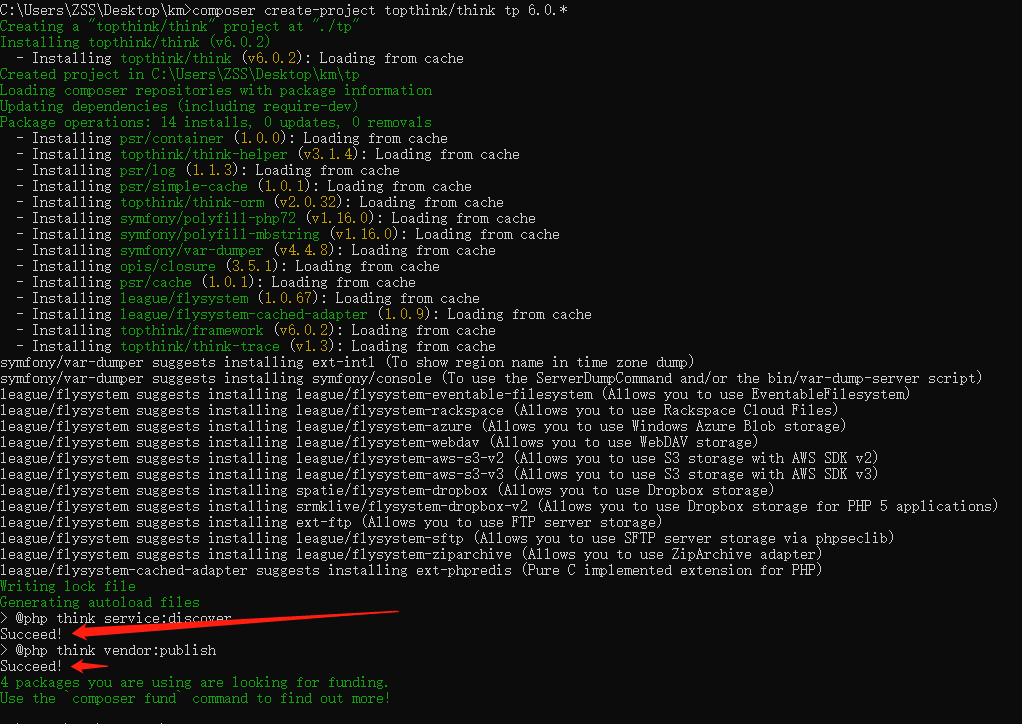 C:\Users\ZSS\Desktop\km>composer create-project topthink/think tp 6.0.*
Creating a "topthink/think" project at "./tp"
Installing topthink/think (v6.0.2)
  - Installing topthink/think (v6.0.2): Loading from cache
Created project in C:\Users\ZSS\Desktop\km\tp
Loading composer repositories with package information
Updating dependencies (including require-dev)
Package operations: 14 installs, 0 updates, 0 removals
  - Installing psr/container (1.0.0): Loading from cache
  - Installing topthink/think-helper (v3.1.4): Loading from cache
  - Installing psr/log (1.1.3): Loading from cache
  - Installing psr/simple-cache (1.0.1): Loading from cache
  - Installing topthink/think-orm (v2.0.32): Loading from cache
  - Installing symfony/polyfill-php72 (v1.16.0): Loading from cache
  - Installing symfony/polyfill-mbstring (v1.16.0): Loading from cache
  - Installing symfony/var-dumper (v4.4.8): Loading from cache
  - Installing opis/closure (3.5.1): Loading from cache
  - Installing psr/cache (1.0.1): Loading from cache
  - Installing league/flysystem (1.0.67): Loading from cache
  - Installing league/flysystem-cached-adapter (1.0.9): Loading from cache
  - Installing topthink/framework (v6.0.2): Loading from cache
  - Installing topthink/think-trace (v1.3): Loading from cache
symfony/var-dumper suggests installing ext-intl (To show region name in time zone dump)
symfony/var-dumper suggests installing symfony/console (To use the ServerDumpCommand and/or the bin/var-dump-server script)
league/flysystem suggests installing league/flysystem-eventable-filesystem (Allows you to use EventableFilesystem)
league/flysystem suggests installing league/flysystem-rackspace (Allows you to use Rackspace Cloud Files)
league/flysystem suggests installing league/flysystem-azure (Allows you to use Windows Azure Blob storage)
league/flysystem suggests installing league/flysystem-webdav (Allows you to use WebDAV storage)
league/flysystem suggests installing league/flysystem-aws-s3-v2 (Allows you to use S3 storage with AWS SDK v2)
league/flysystem suggests installing league/flysystem-aws-s3-v3 (Allows you to use S3 storage with AWS SDK v3)
league/flysystem suggests installing spatie/flysystem-dropbox (Allows you to use Dropbox storage)
league/flysystem suggests installing srmklive/flysystem-dropbox-v2 (Allows you to use Dropbox storage for PHP 5 applications)
league/flysystem suggests installing ext-ftp (Allows you to use FTP server storage)
league/flysystem suggests installing league/flysystem-sftp (Allows you to use SFTP server storage via phpseclib)
league/flysystem suggests installing league/flysystem-ziparchive (Allows you to use ZipArchive adapter)
league/flysystem-cached-adapter suggests installing ext-phpredis (Pure C implemented extension for PHP)
Writing lock file
Generating autoload files
> @php think service:discover
Succeed!
> @php think vendor:publish
Succeed!
4 packages you are using are looking for funding.
Use the `composer fund` command to find out more!